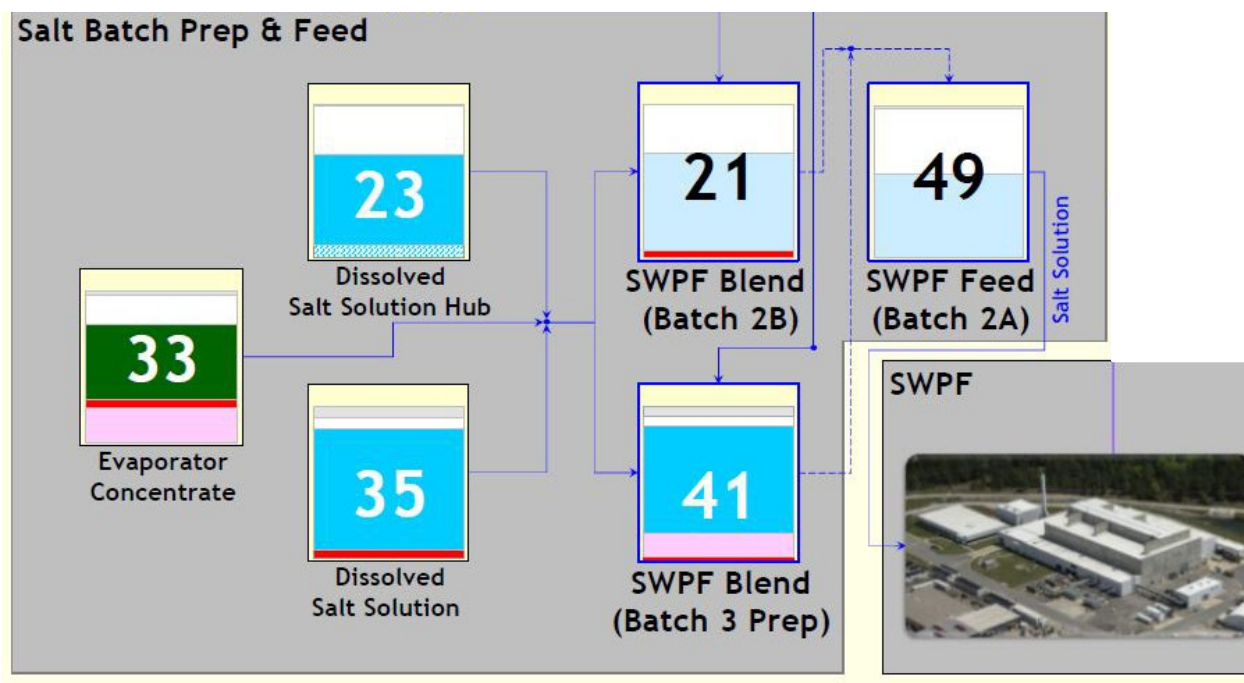 Salt Batch Prep & Feed
23
Dissolved
Salt Solution Hub
21
SWPF Blend
(Batch 2B)
49
SWPF Feed
(Batch 2A)
Salt Solution
33
Evaporator
Concentrate
35
Dissolved
Salt Solution
41
SWPF Blend
(Batch 3 Prep)
SWPF